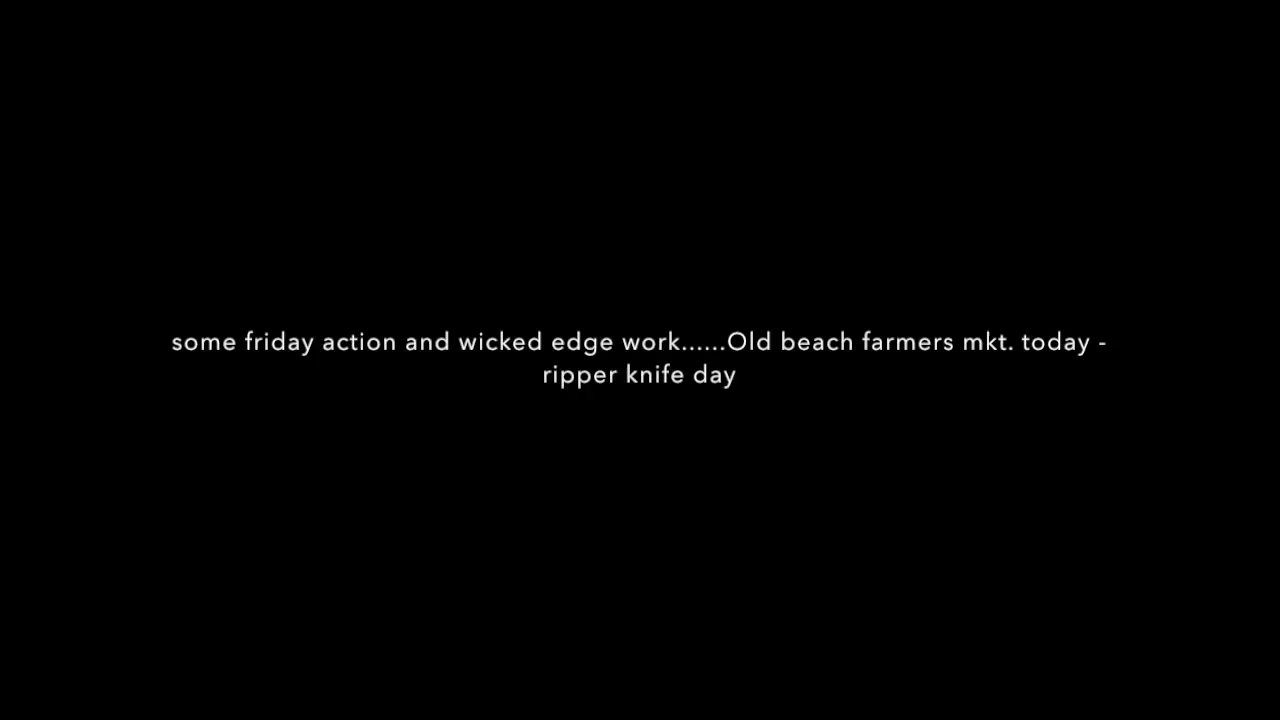 some friday action and wicked edge work......Old beach farmers mkt. today -
ripper knife day